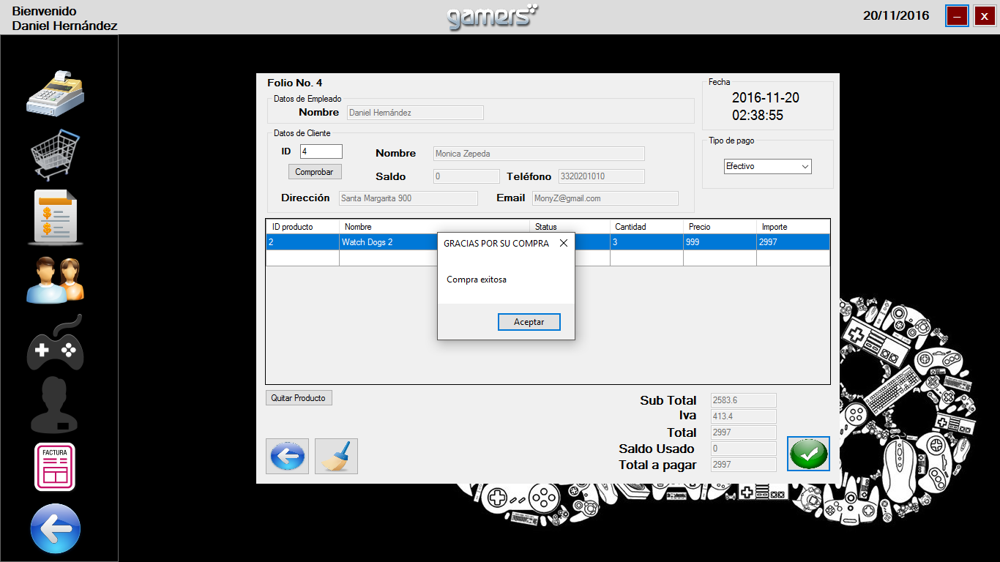 Bienvenido
Daniel Hernández
gamers
20/11/2016
X
FACTURA
Folio No. 4
Datos de Empleado
Nombre Daniel Hernández
Fecha
2016-11-20
02:38:55
Datos de Cliente
ID 4 Nombre Monica Zepeda
Comprobar Saldo 0 Teléfono 3320201010
Dirección Santa Margarita 900 Email MonyZ@gmail.com
Tipo de pago
Efectivo
ID producto Nombre Status Cantidad Precio Importe
2 Watch Dogs 2 3 999 2997
GRACIAS POR SU COMPRA
Compra exitosa
Aceptar
Quitar Producto
Sub Total 2583.6
Iva 413.4
Total 2997
Saldo Usado 0
Total a pagar 2997